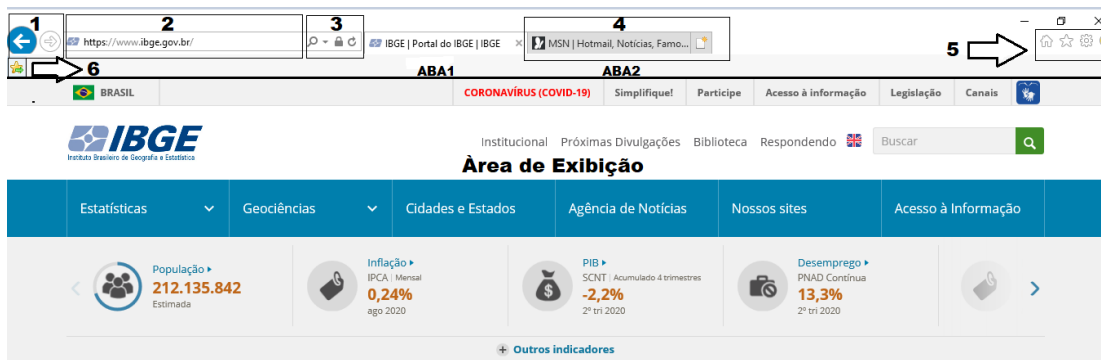 1 2 3 4
https://www.ibge.gov.br/ IBGE | Portal do IBGE | IBGE MSN | Hotmail, Notícias, Famo... 5
6 ABA1 ABA2
BRASIL CORONAVÍRUS (COVID-19) Simplifique! Participe Acesso à informação Legislação Canais
IBGE Institucional Próximas Divulgações Biblioteca Respondendo Buscar
Instituto Brasileiro de Geografia e Estatística
Àrea de Exibição
Estatísticas Geociências Cidades e Estados Agência de Notícias Nossos sites Acesso à Informação
População
212.135.842
Estimada
Inflação
IPCA | Mensal
0,24%
ago 2020
PIB
SCNT | Acumulado 4 trimestres
-2,2%
2º tri 2020
Desemprego
PNAD Contínua
13,3%
2º tri 2020
Outros indicadores